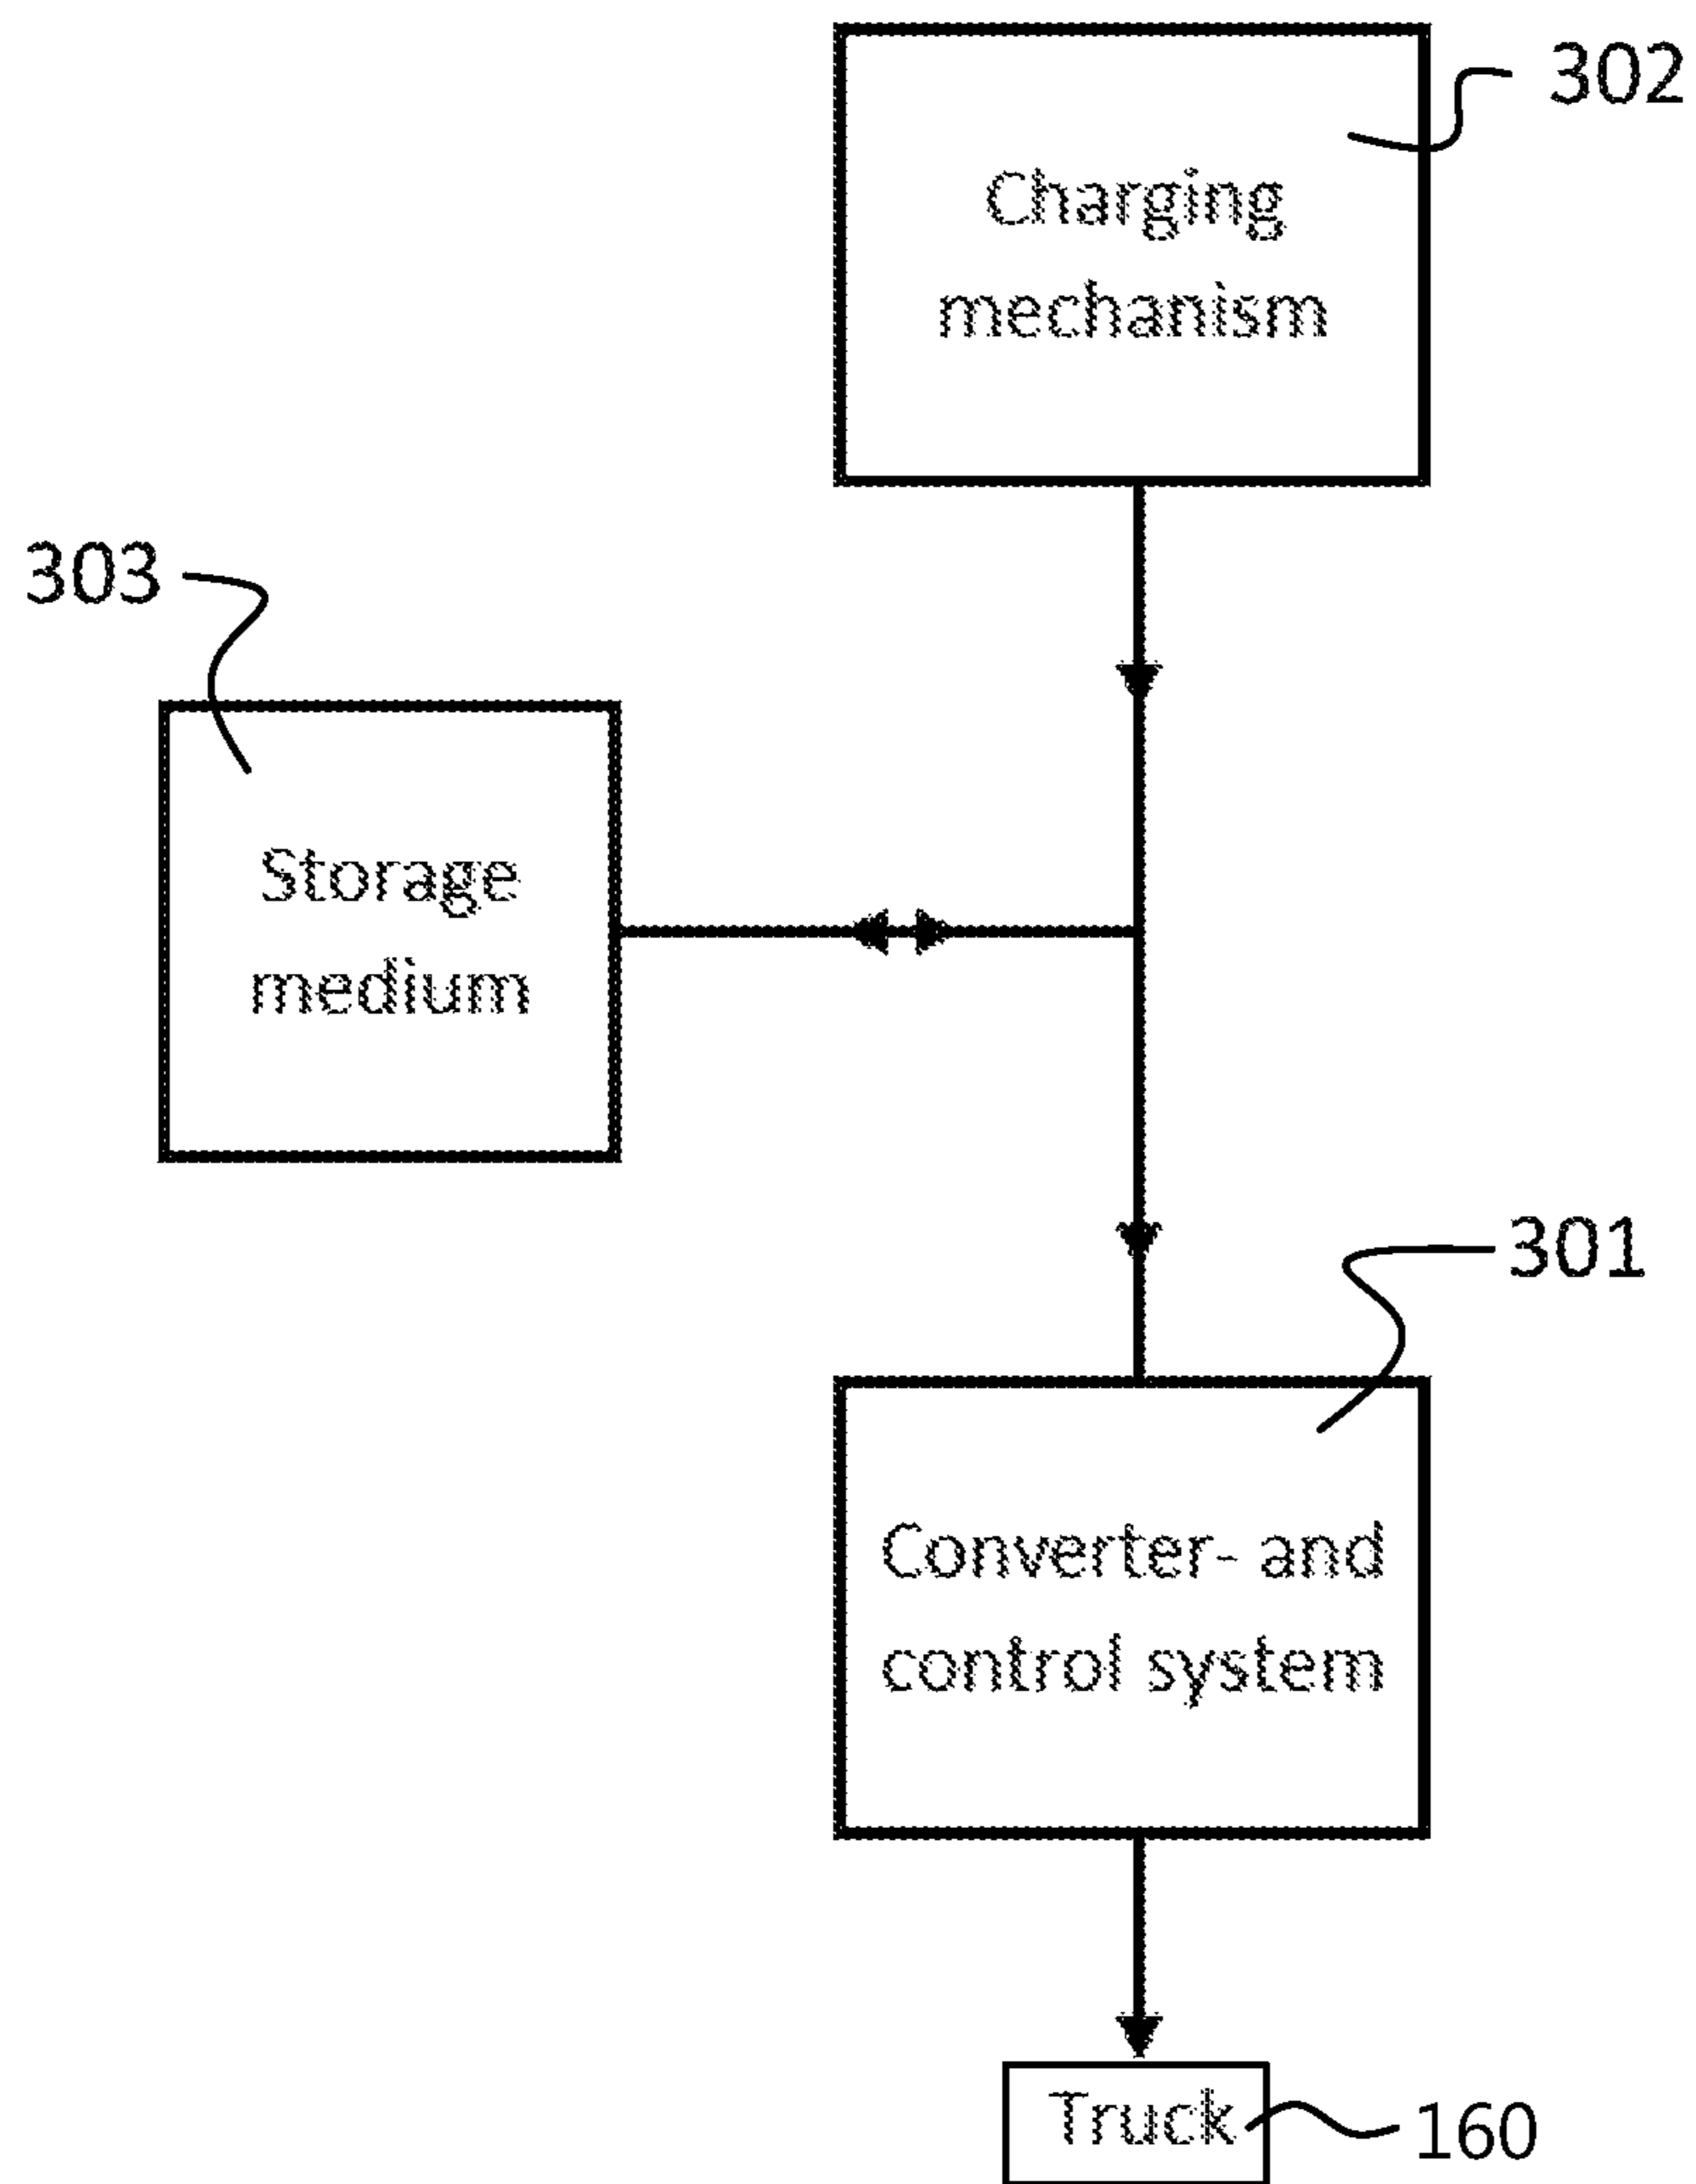 302
Charging
mechanism
303
Storage
medium
301
Converter- and
control system
Truck
160